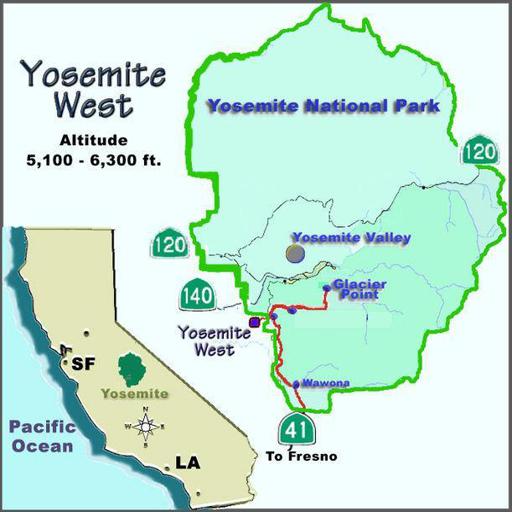 Yosemite
West
Altitude
5,100 - 6,300 ft.
Yosemite National Park
120
Yosemite Valley
120
140
Glacier
Point
Yosemite
West
Wawona
41
To Fresno
SF
Yosemite
N
W
E
S
Pacific
Ocean
LA